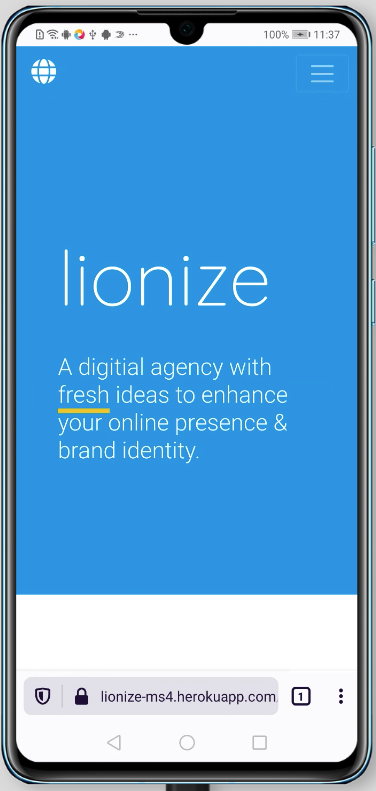 100% 11:37
lionize
A digitial agency with
fresh ideas to enhance
your online presence &
brand identity.
lionize-ms4.herokuapp.com
1